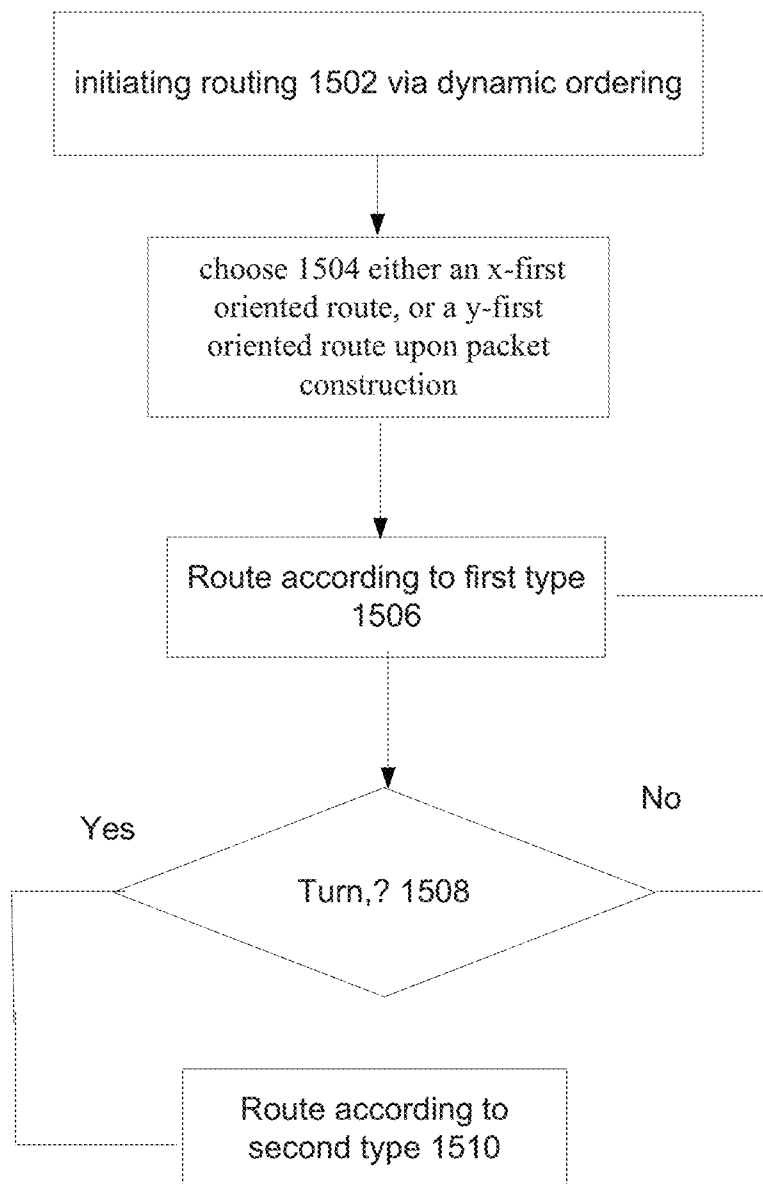 initiating routing 1502 via dynamic ordering
choose 1504 either an x-first
oriented route, or a y-first
oriented route upon packet
construction
Route according to first type
1506
No
Yes
Turn,? 1508
Route according to
second type 1510